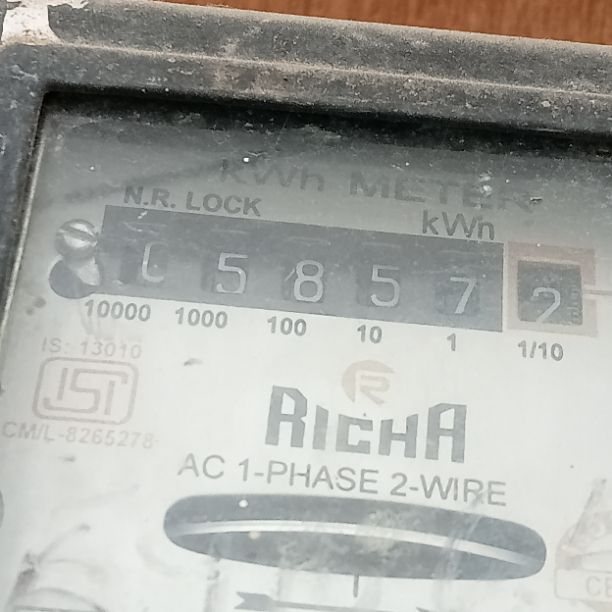 kWh METER
N.R. LOCK
kWh
0 5 8 5 7 2
10000 1000 100 10 1 1/10
IS: 13010
ISI
CM/L-8265278
R
RICHA
AC 1-PHASE 2-WIRE